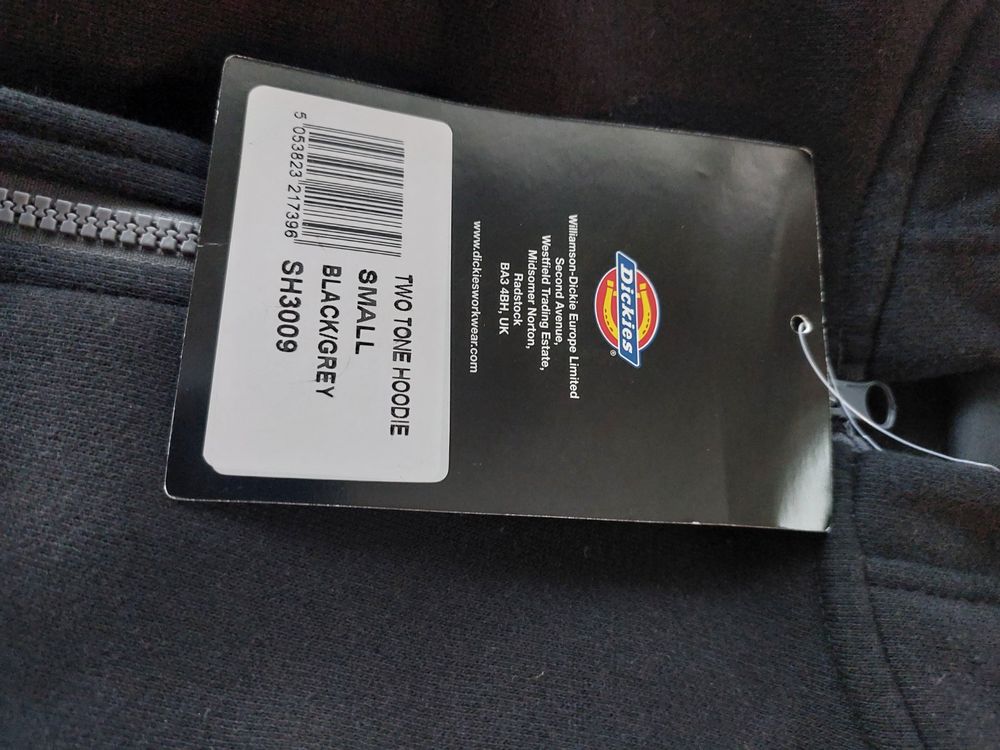 Dickies
®
Williamson-Dickie Europe Limited
Second Avenue,
Westfield Trading Estate,
Midsomer Norton,
Radstock
BA3 4BH, UK
www.dickiesworkwear.com
TWO TONE HOODIE
SMALL
BLACK/GREY
SH3009
5 053823 217396